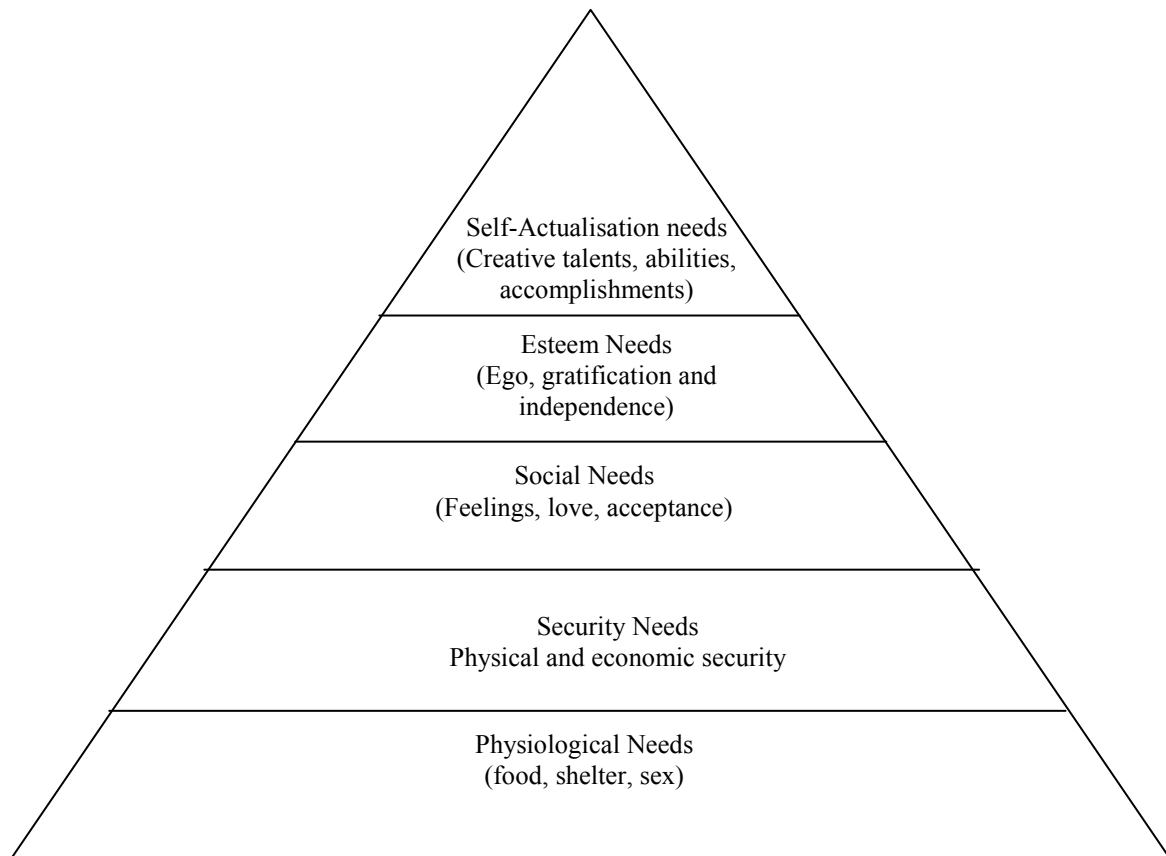 Self-Actualisation needs
(Creative talents, abilities,
accomplishments)
Esteem Needs
(Ego, gratification and
independence)
Social Needs
(Feelings, love, acceptance)
Security Needs
Physical and economic security
Physiological Needs
(food, shelter, sex)